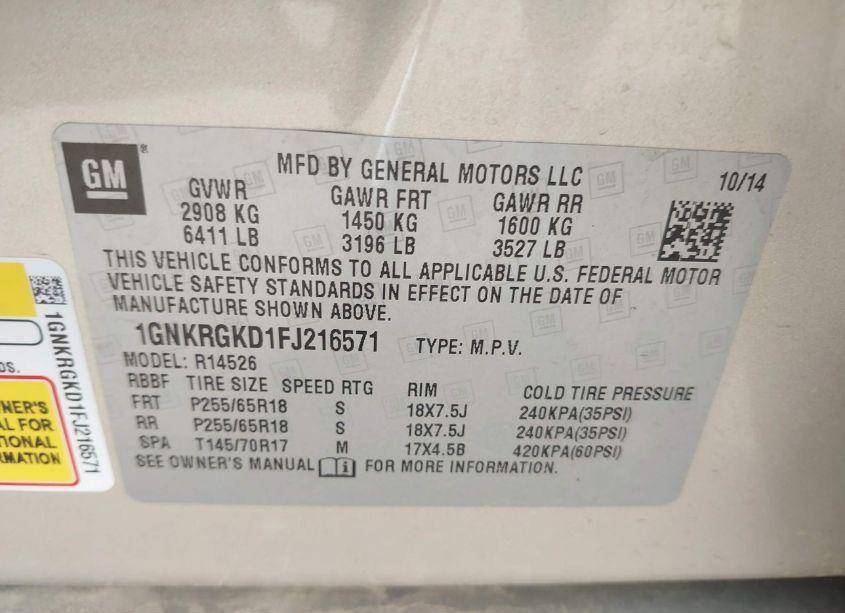 GM
MFD BY GENERAL MOTORS LLC
10/14
GVWR GAWR FRT GAWR RR
2908 KG 1450 KG 1600 KG
6411 LB 3196 LB 3527 LB
THIS VEHICLE CONFORMS TO ALL APPLICABLE U.S. FEDERAL MOTOR
VEHICLE SAFETY STANDARDS IN EFFECT ON THE DATE OF
MANUFACTURE SHOWN ABOVE.
1GNKRGKD1FJ216571 TYPE: M.P.V.
MODEL: R14526
RBBF TIRE SIZE SPEED RTG RIM COLD TIRE PRESSURE
FRT P255/65R18 S 18X7.5J 240KPA(35PSI)
RR P255/65R18 S 18X7.5J 240KPA(35PSI)
SPA T145/70R17 M 17X4.5B 420KPA(60PSI)
SEE OWNER'S MANUAL FOR MORE INFORMATION.
1GNKRGKD1FJ216571